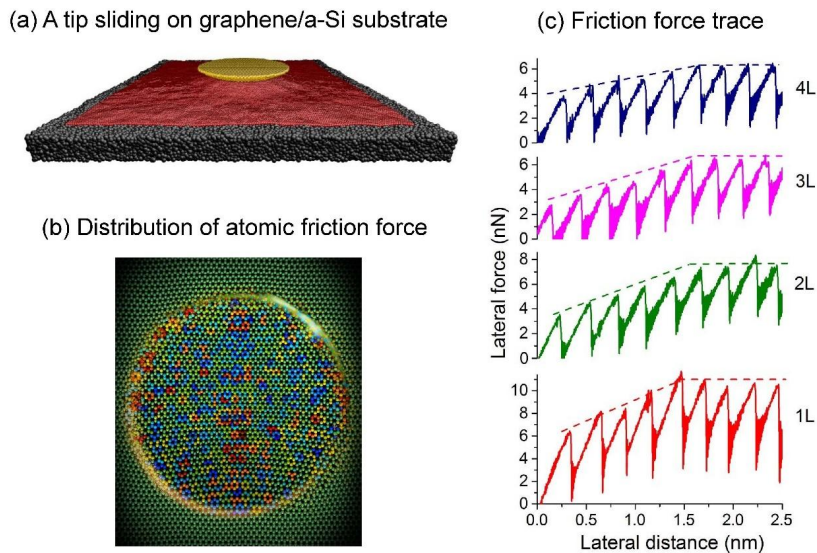 (a) A tip sliding on graphene/a-Si substrate
(b) Distribution of atomic friction force
(c) Friction force trace
6
4
2
0
4L
6
4
2
0
3L
8
4
0
2L
10
8
6
4
2
0
1L
Lateral force (nN)
0.0 0.5 1.0 1.5 2.0 2.5
Lateral distance (nm)